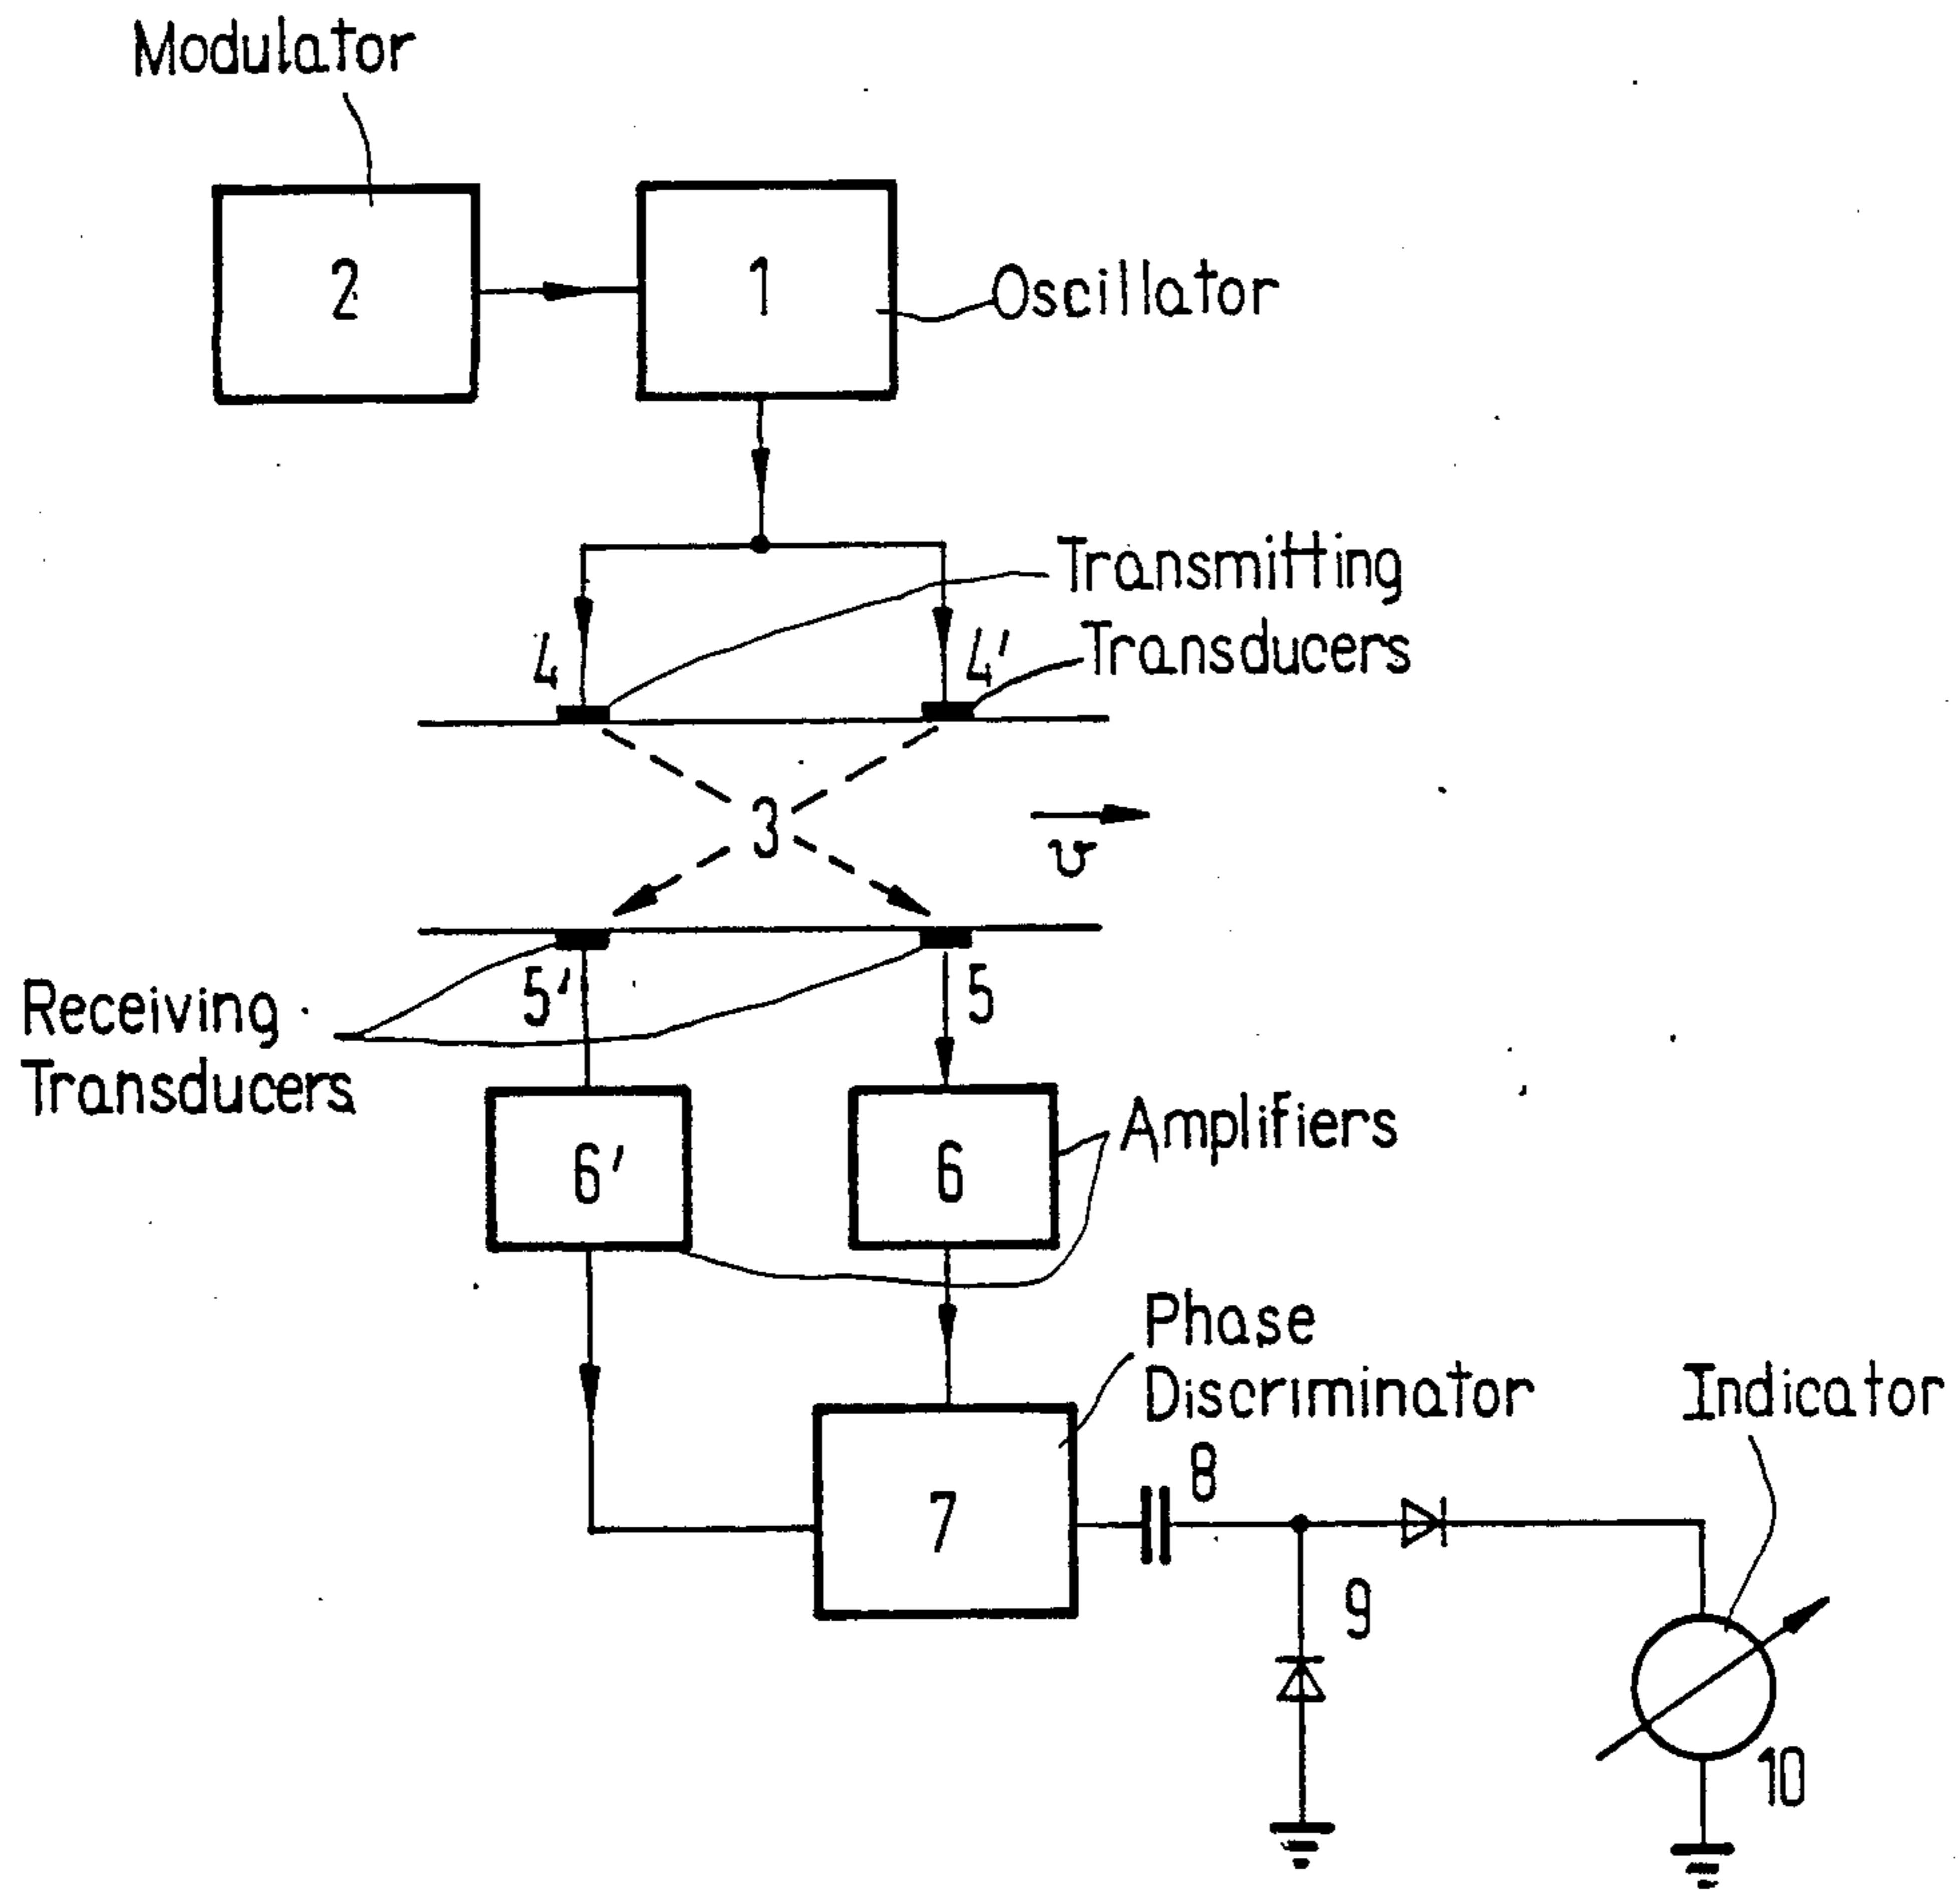 Modulator
2
1
Oscillator
Transmitting
Transducers
4
4'
3
v
5'
5
Receiving
Transducers
6'
6
Amplifiers
Phase
Discriminator
Indicator
7
8
9
10